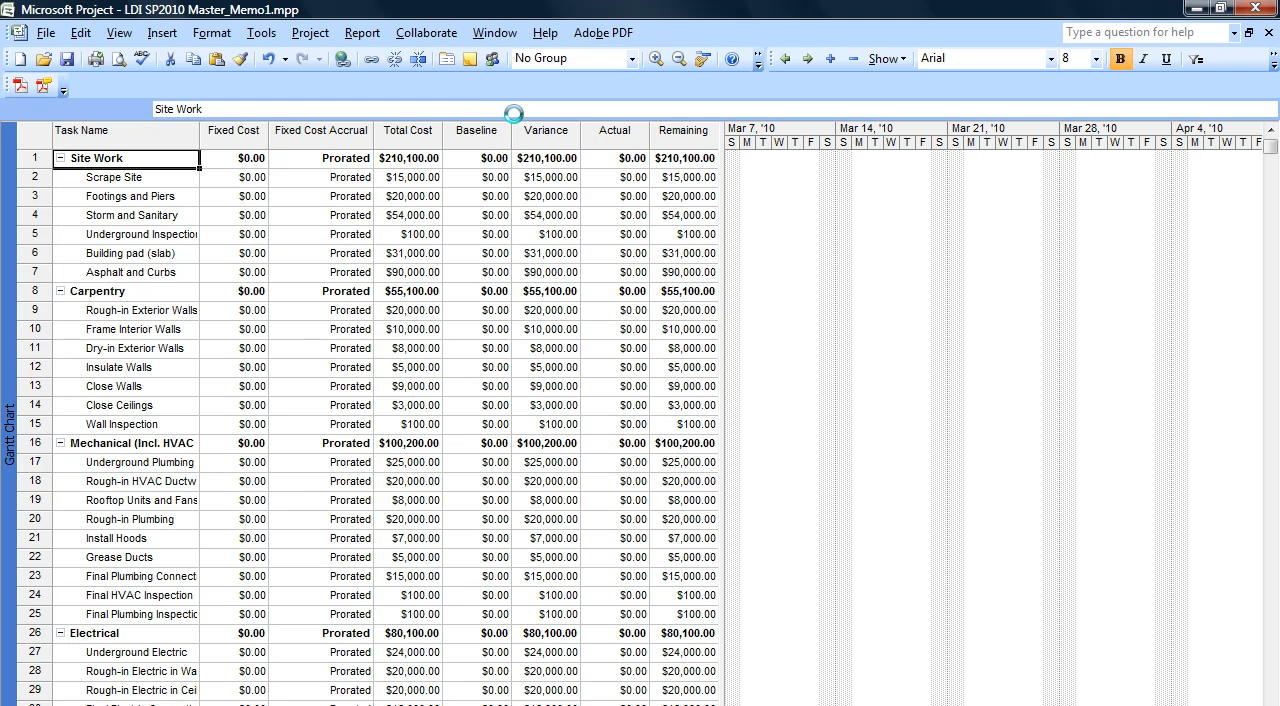 Microsoft Project - LDI SP2010 Master_Memo1.mpp
File Edit View Insert Format Tools Project Report Collaborate Window Help Adobe PDF Type a question for help
No Group Show Arial 8 B I U
Site Work
Task Name Fixed Cost Fixed Cost Accrual Total Cost Baseline Variance Actual Remaining Mar 7, '10 Mar 14, '10 Mar 21, '10 Mar 28, '10 Apr 4, '10
S M T W T F S S M T W T F S S M T W T F S S M T W T F S S M T W T F
1 Site Work $0.00 Prorated $210,100.00 $0.00 $210,100.00 $0.00 $210,100.00
2 Scrape Site $0.00 Prorated $15,000.00 $0.00 $15,000.00 $0.00 $15,000.00
3 Footings and Piers $0.00 Prorated $20,000.00 $0.00 $20,000.00 $0.00 $20,000.00
4 Storm and Sanitary $0.00 Prorated $54,000.00 $0.00 $54,000.00 $0.00 $54,000.00
5 Underground Inspection $0.00 Prorated $100.00 $0.00 $100.00 $0.00 $100.00
6 Building pad (slab) $0.00 Prorated $31,000.00 $0.00 $31,000.00 $0.00 $31,000.00
7 Asphalt and Curbs $0.00 Prorated $90,000.00 $0.00 $90,000.00 $0.00 $90,000.00
8 Carpentry $0.00 Prorated $55,100.00 $0.00 $55,100.00 $0.00 $55,100.00
9 Rough-in Exterior Walls $0.00 Prorated $20,000.00 $0.00 $20,000.00 $0.00 $20,000.00
10 Frame Interior Walls $0.00 Prorated $10,000.00 $0.00 $10,000.00 $0.00 $10,000.00
11 Dry-in Exterior Walls $0.00 Prorated $8,000.00 $0.00 $8,000.00 $0.00 $8,000.00
12 Insulate Walls $0.00 Prorated $5,000.00 $0.00 $5,000.00 $0.00 $5,000.00
13 Close Walls $0.00 Prorated $9,000.00 $0.00 $9,000.00 $0.00 $9,000.00
14 Close Ceilings $0.00 Prorated $3,000.00 $0.00 $3,000.00 $0.00 $3,000.00
15 Wall Inspection $0.00 Prorated $100.00 $0.00 $100.00 $0.00 $100.00
16 Mechanical (Incl. HVAC $0.00 Prorated $100,200.00 $0.00 $100,200.00 $0.00 $100,200.00
17 Underground Plumbing $0.00 Prorated $25,000.00 $0.00 $25,000.00 $0.00 $25,000.00
18 Rough-in HVAC Ductw $0.00 Prorated $20,000.00 $0.00 $20,000.00 $0.00 $20,000.00
19 Rooftop Units and Fans $0.00 Prorated $8,000.00 $0.00 $8,000.00 $0.00 $8,000.00
20 Rough-in Plumbing $0.00 Prorated $20,000.00 $0.00 $20,000.00 $0.00 $20,000.00
21 Install Hoods $0.00 Prorated $7,000.00 $0.00 $7,000.00 $0.00 $7,000.00
22 Grease Ducts $0.00 Prorated $5,000.00 $0.00 $5,000.00 $0.00 $5,000.00
23 Final Plumbing Connecti $0.00 Prorated $15,000.00 $0.00 $15,000.00 $0.00 $15,000.00
24 Final HVAC Inspection $0.00 Prorated $100.00 $0.00 $100.00 $0.00 $100.00
25 Final Plumbing Inspectic $0.00 Prorated $100.00 $0.00 $100.00 $0.00 $100.00
26 Electrical $0.00 Prorated $80,100.00 $0.00 $80,100.00 $0.00 $80,100.00
27 Underground Electric $0.00 Prorated $24,000.00 $0.00 $24,000.00 $0.00 $24,000.00
28 Rough-in Electric in Wa $0.00 Prorated $20,000.00 $0.00 $20,000.00 $0.00 $20,000.00
29 Rough-in Electric in Cei $0.00 Prorated $20,000.00 $0.00 $20,000.00 $0.00 $20,000.00
Gantt Chart